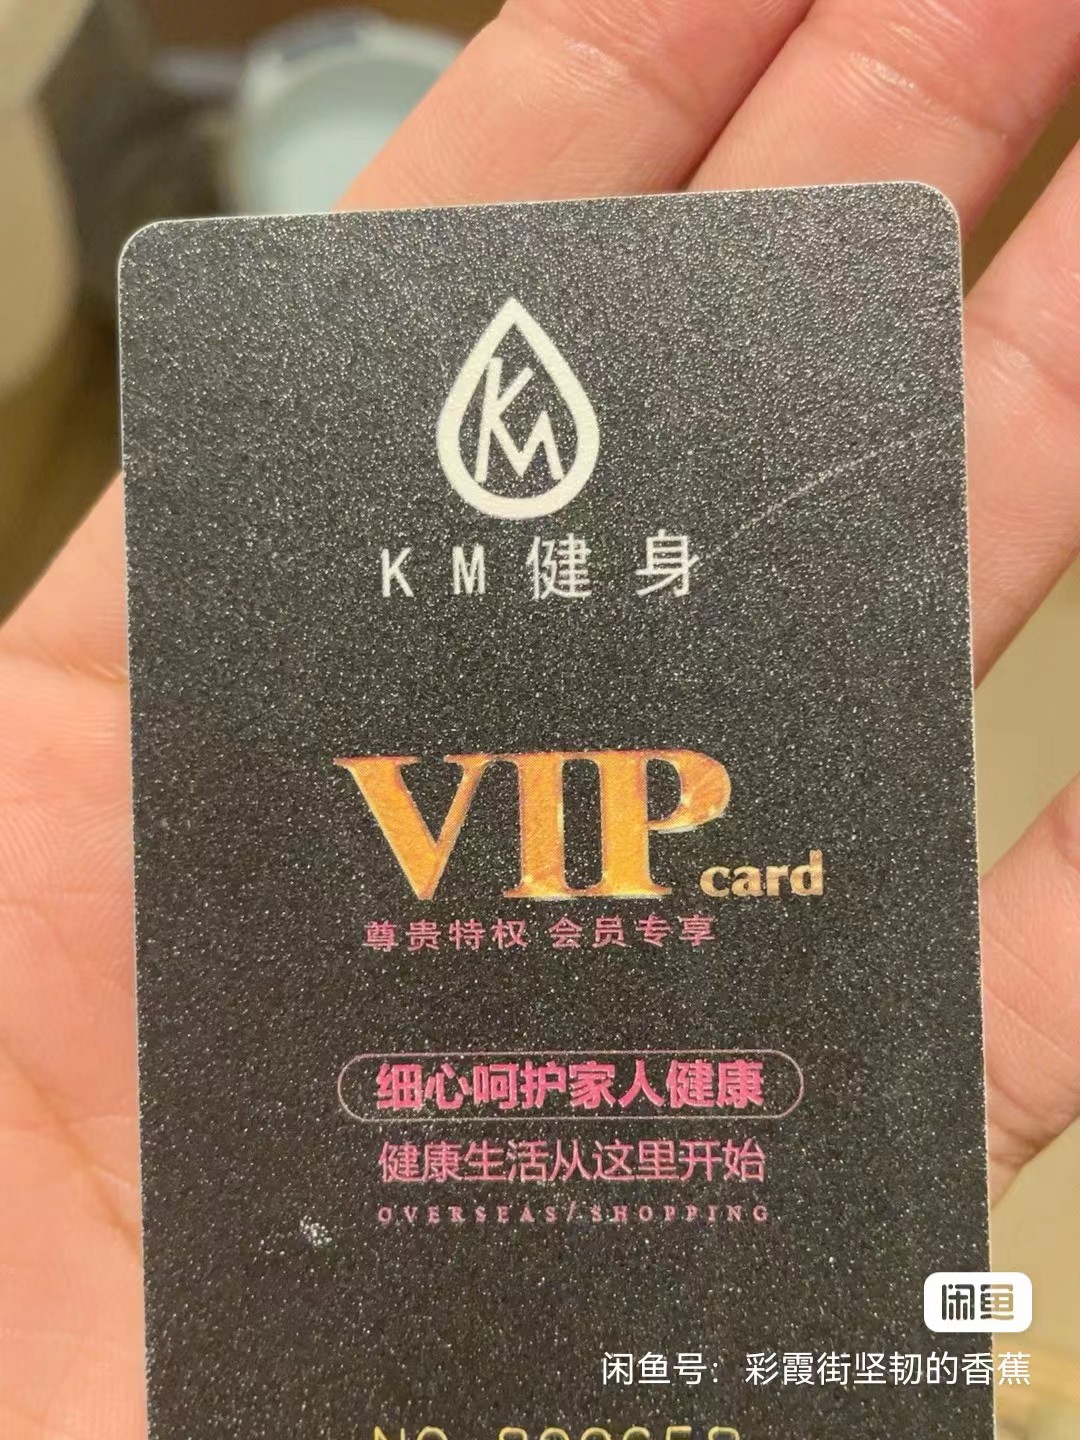 KM
KM健身
VIP card
尊贵特权 会员专享
细心呵护家人健康
健康生活从这里开始
OVERSEAS/SHOPPING
闲鱼
闲鱼号：彩霞街坚韧的香蕉
NO